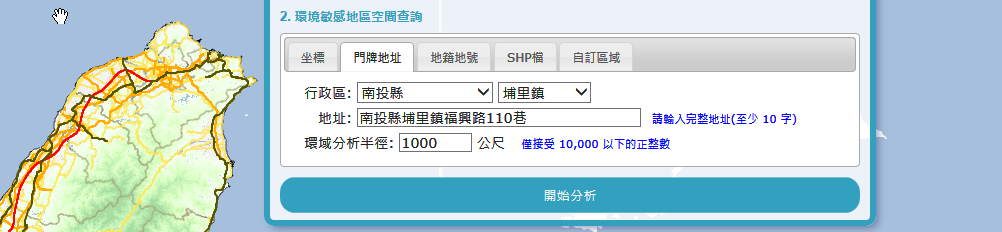 2. 環境敏感地區空間查詢
坐標 門牌地址 地籍地號 SHP檔 自訂區域
行政區: 南投縣 埔里鎮
地址: 南投縣埔里鎮福興路110巷 請輸入完整地址(至少 10 字)
環域分析半徑: 1000 公尺 僅接受 10,000 以下的正整數
開始分析